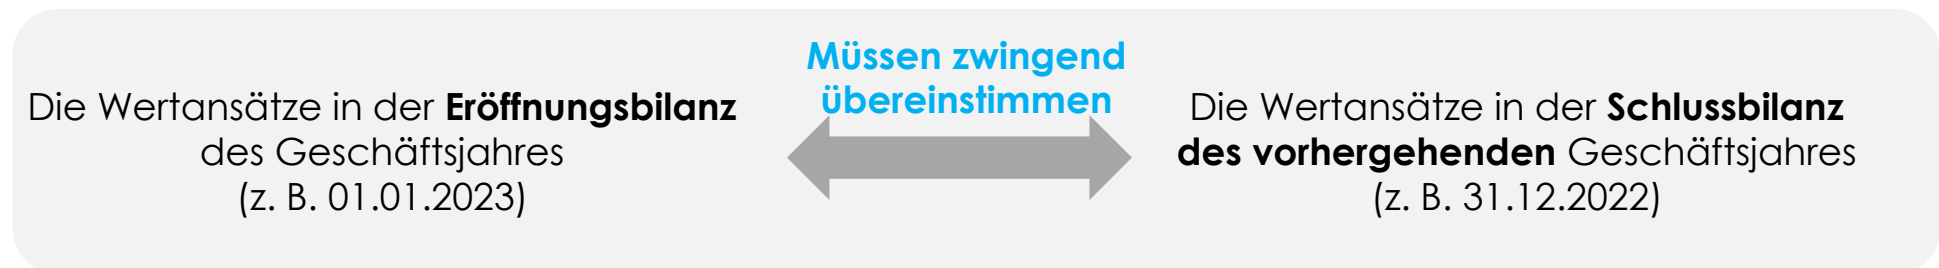 Müssen zwingend
übereinstimmen
Die Wertansätze in der Eröffnungsbilanz
des Geschäftsjahres
(z. B. 01.01.2023)
Die Wertansätze in der Schlussbilanz
des vorhergehenden Geschäftsjahres
(z. B. 31.12.2022)